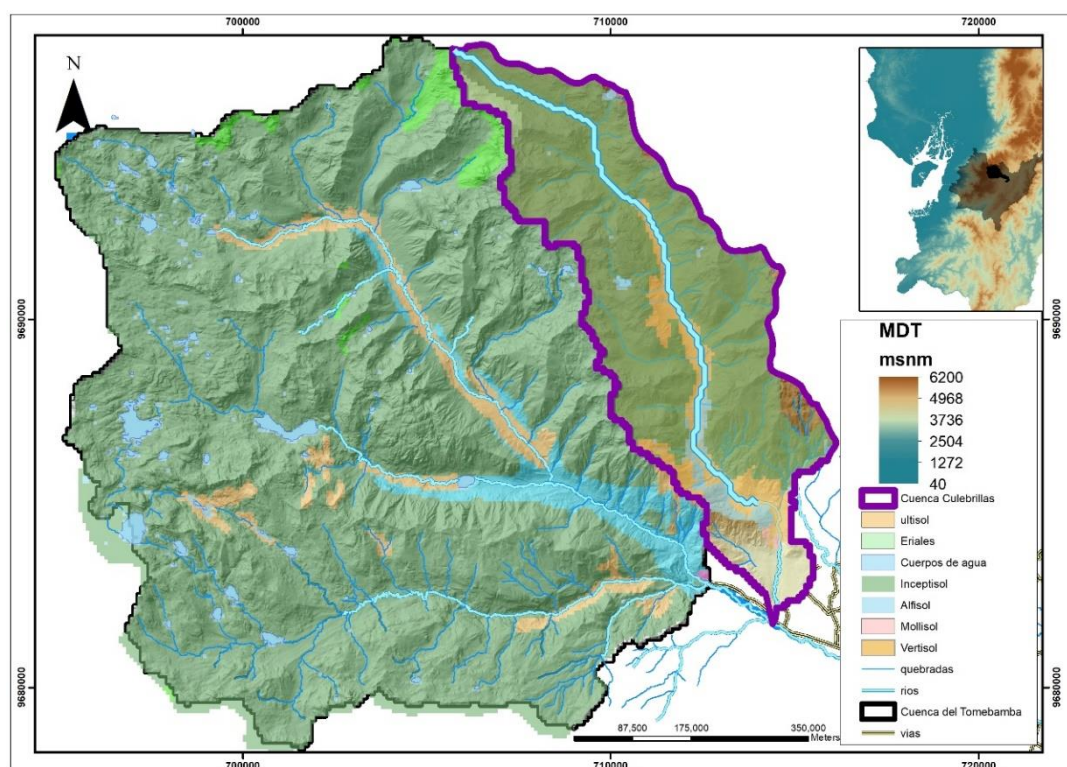 700000 710000 720000
N
9690000
9680000
9690000
9680000
MDT
msnm
6200
4968
3736
2504
1272
40
Cuenca Culebrillas
ultisol
Eriales
Cuerpos de agua
Inceptisol
Alfisol
Mollisol
Vertisol
quebradas
rios
Cuenca del Tomebamba
vias
87,500 175,000 350,000
Meters
700000 710000 720000